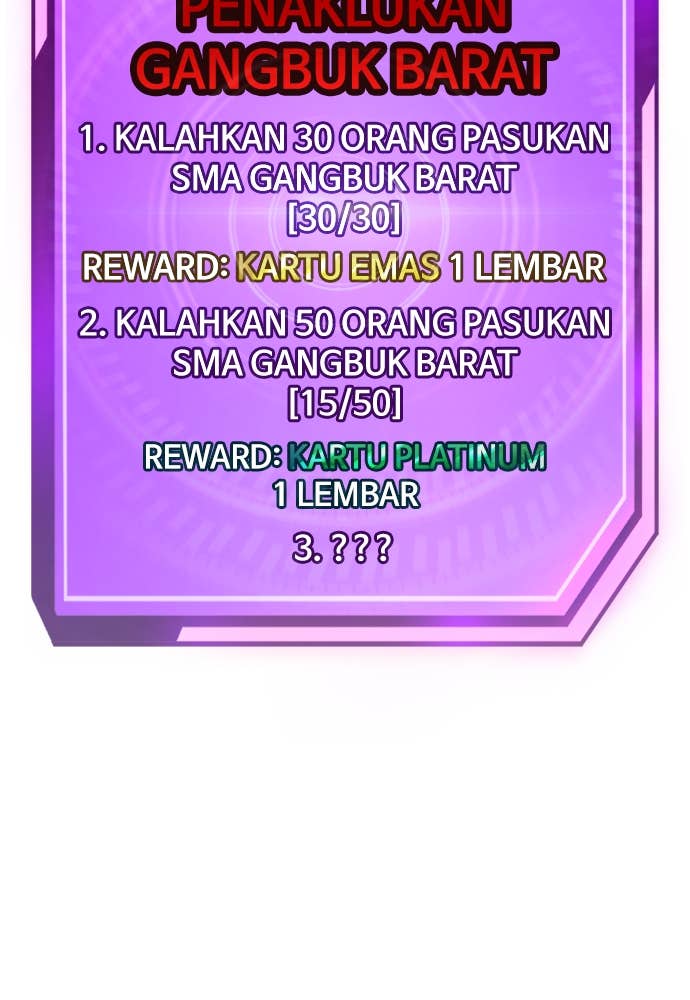 PENAKLUKAN
GANGBUK BARAT
1. KALAHKAN 30 ORANG PASUKAN
SMA GANGBUK BARAT
[30/30]
REWARD: KARTU EMAS 1 LEMBAR
2. KALAHKAN 50 ORANG PASUKAN
SMA GANGBUK BARAT
[15/50]
REWARD: KARTU PLATINUM
1 LEMBAR
3. ???